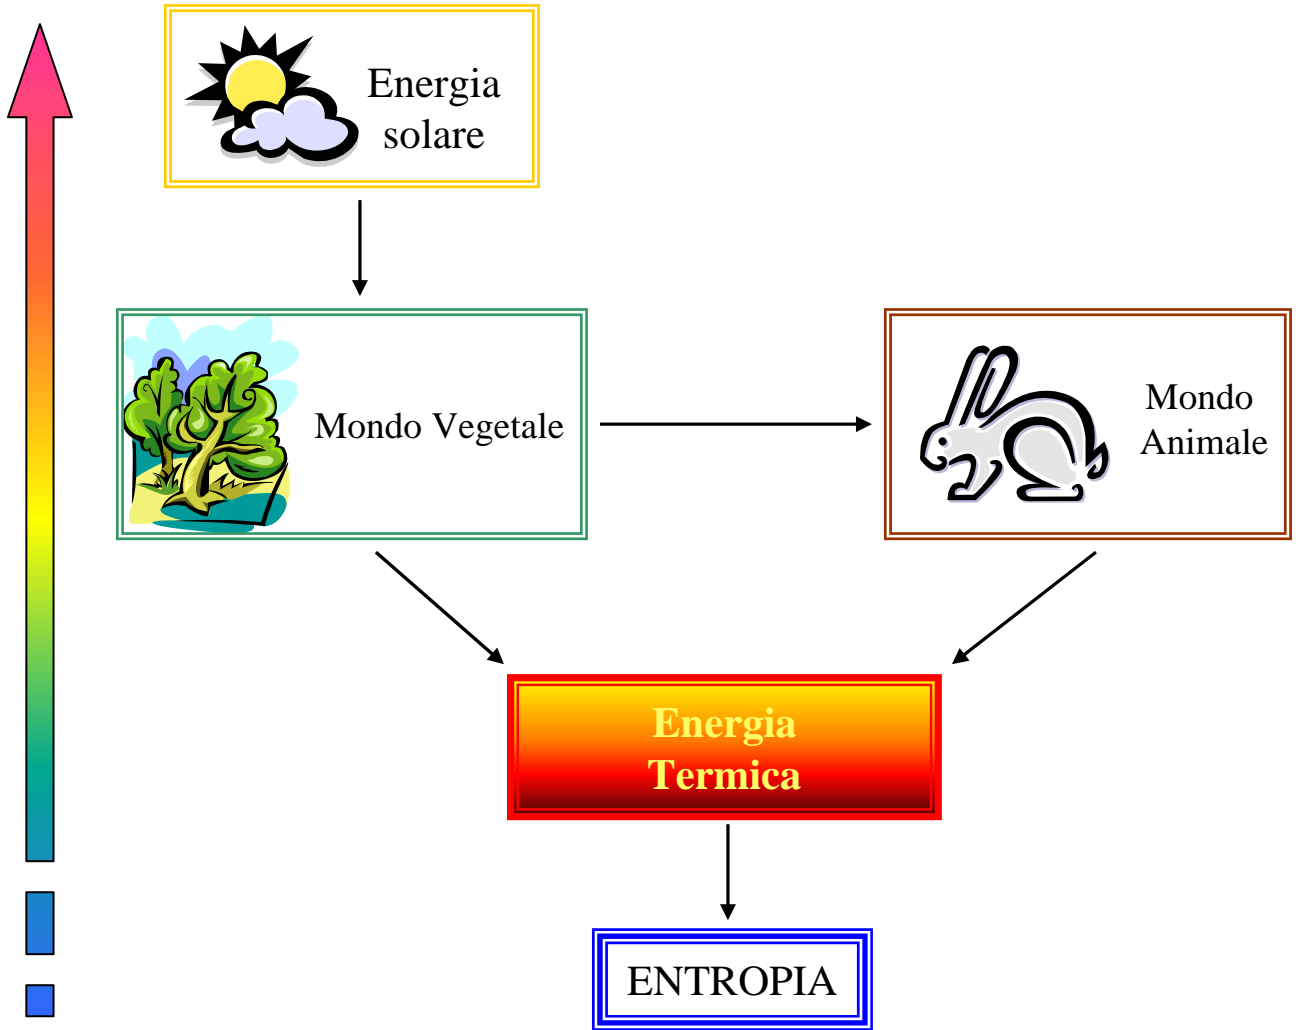 Energia
solare
Mondo Vegetale
Mondo
Animale
Energia
Termica
ENTROPIA